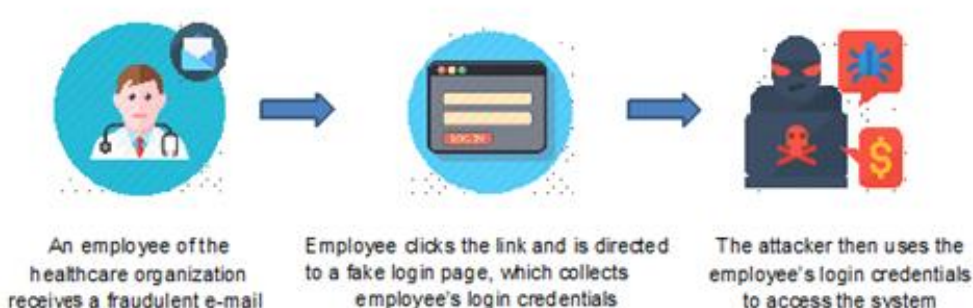 LOG IN
$
An employee of the
healthcare organization
receives a fraudulent e-mail
Employee clicks the link and is directed
to a fake login page, which collects
employee's login credentials
The attacker then uses the
employee's login credentials
to access the system